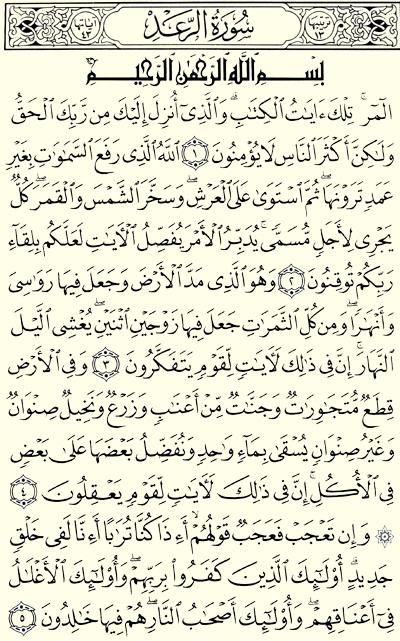 ترتيبها ١٣ سُورَةُ الرَّعْدِ آياتها ٤٣
بِسْمِ ٱللَّهِ ٱلرَّحْمَٰنِ ٱلرَّحِيمِ
الٓمٓر ۚ تِلْكَ ءَايَٰتُ ٱلْكِتَٰبِ ۗ وَٱلَّذِىٓ أُنزِلَ إِلَيْكَ مِن رَّبِّكَ ٱلْحَقُّ
وَلَٰكِنَّ أَكْثَرَ ٱلنَّاسِ لَا يُؤْمِنُونَ ١ ٱللَّهُ ٱلَّذِى رَفَعَ ٱلسَّمَٰوَٰتِ بِغَيْرِ
عَمَدٍ تَرَوْنَهَا ۖ ثُمَّ ٱسْتَوَىٰ عَلَى ٱلْعَرْشِ ۖ وَسَخَّرَ ٱلشَّمْسَ وَٱلْقَمَرَ ۖ كُلٌّ
يَجْرِى لِأَجَلٍ مُّسَمًّى ۚ يُدَبِّرُ ٱلْأَمْرَ يُفَصِّلُ ٱلْءَايَٰتِ لَعَلَّكُم بِلِقَآءِ
رَبِّكُمْ تُوقِنُونَ ٢ وَهُوَ ٱلَّذِى مَدَّ ٱلْأَرْضَ وَجَعَلَ فِيهَا رَوَٰسِىَ
وَأَنْهَٰرًا ۖ وَمِن كُلِّ ٱلثَّمَرَٰتِ جَعَلَ فِيهَا زَوْجَيْنِ ٱثْنَيْنِ ۖ يُغْشِى ٱلَّيْلَ
ٱلنَّهَارَ ۚ إِنَّ فِى ذَٰلِكَ لَءَايَٰتٍ لِّقَوْمٍ يَتَفَكَّرُونَ ٣ وَفِى ٱلْأَرْضِ
قِطَعٌ مُّتَجَٰوِرَٰتٌ وَجَنَّٰتٌ مِّنْ أَعْنَٰبٍ وَزَرْعٌ وَنَخِيلٌ صِنْوَانٌ
وَغَيْرُ صِنْوَانٍ يُسْقَىٰ بِمَآءٍ وَٰحِدٍ وَنُفَضِّلُ بَعْضَهَا عَلَىٰ بَعْضٍ
فِى ٱلْأُكُلِ ۚ إِنَّ فِى ذَٰلِكَ لَءَايَٰتٍ لِّقَوْمٍ يَعْقِلُونَ ٤
۞ وَإِن تَعْجَبْ فَعَجَبٌ قَوْلُهُمْ أَءِذَا كُنَّا تُرَٰبًا أَءِنَّا لَفِى خَلْقٍ
جَدِيدٍ ۗ أُو۟لَٰٓئِكَ ٱلَّذِينَ كَفَرُوا۟ بِرَبِّهِمْ ۖ وَأُو۟لَٰٓئِكَ ٱلْأَغْلَٰلُ
فِىٓ أَعْنَاقِهِمْ ۖ وَأُو۟لَٰٓئِكَ أَصْحَٰبُ ٱلنَّارِ ۖ هُمْ فِيهَا خَٰلِدُونَ ٥